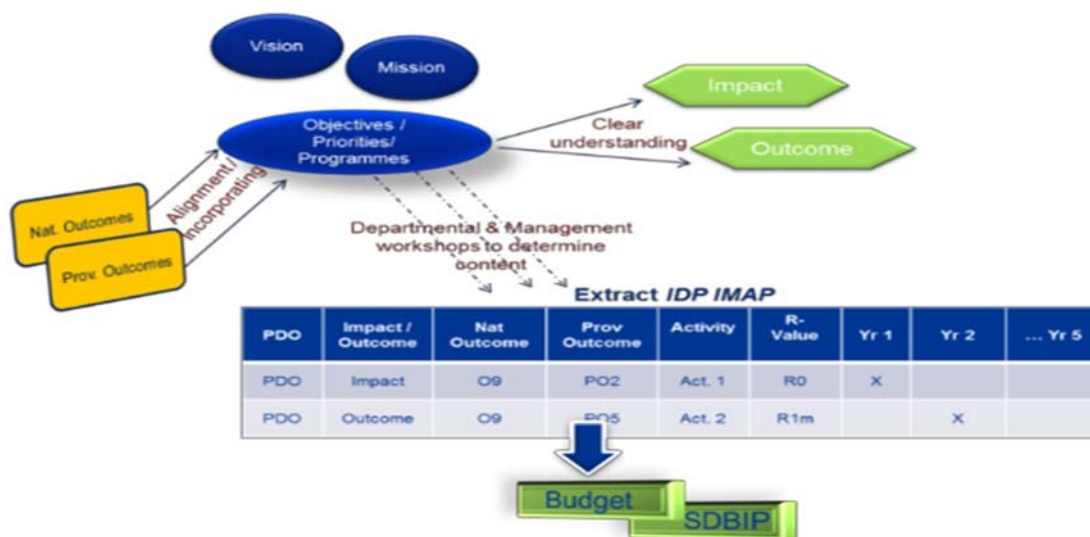 Vision
Mission
Objectives /
Priorities/
Programmes
Impact
Clear
understanding
Outcome
Alignment/
Incorporating
Nat. Outcomes
Prov. Outcomes
Departmental & Management
workshops to determine
content
Extract IDP IMAP
PDO Impact / Outcome Nat Outcome Prov Outcome Activity R-Value Yr 1 Yr 2 ... Yr 5
PDO Impact O9 PO2 Act. 1 R0 X
PDO Outcome O9 PO5 Act. 2 R1m X
Budget
SDBIP